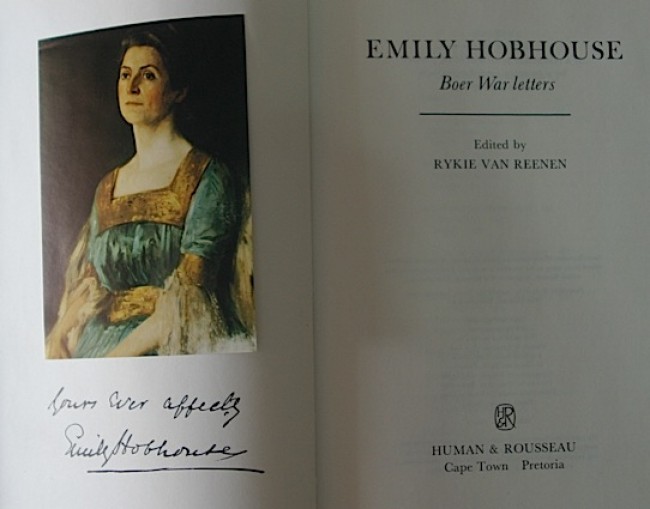 yours ever affectly
Emily Hobhouse
EMILY HOBHOUSE
Boer War letters
Edited by
RYKIE VAN REENEN
H&R
HUMAN & ROUSSEAU
Cape Town Pretoria